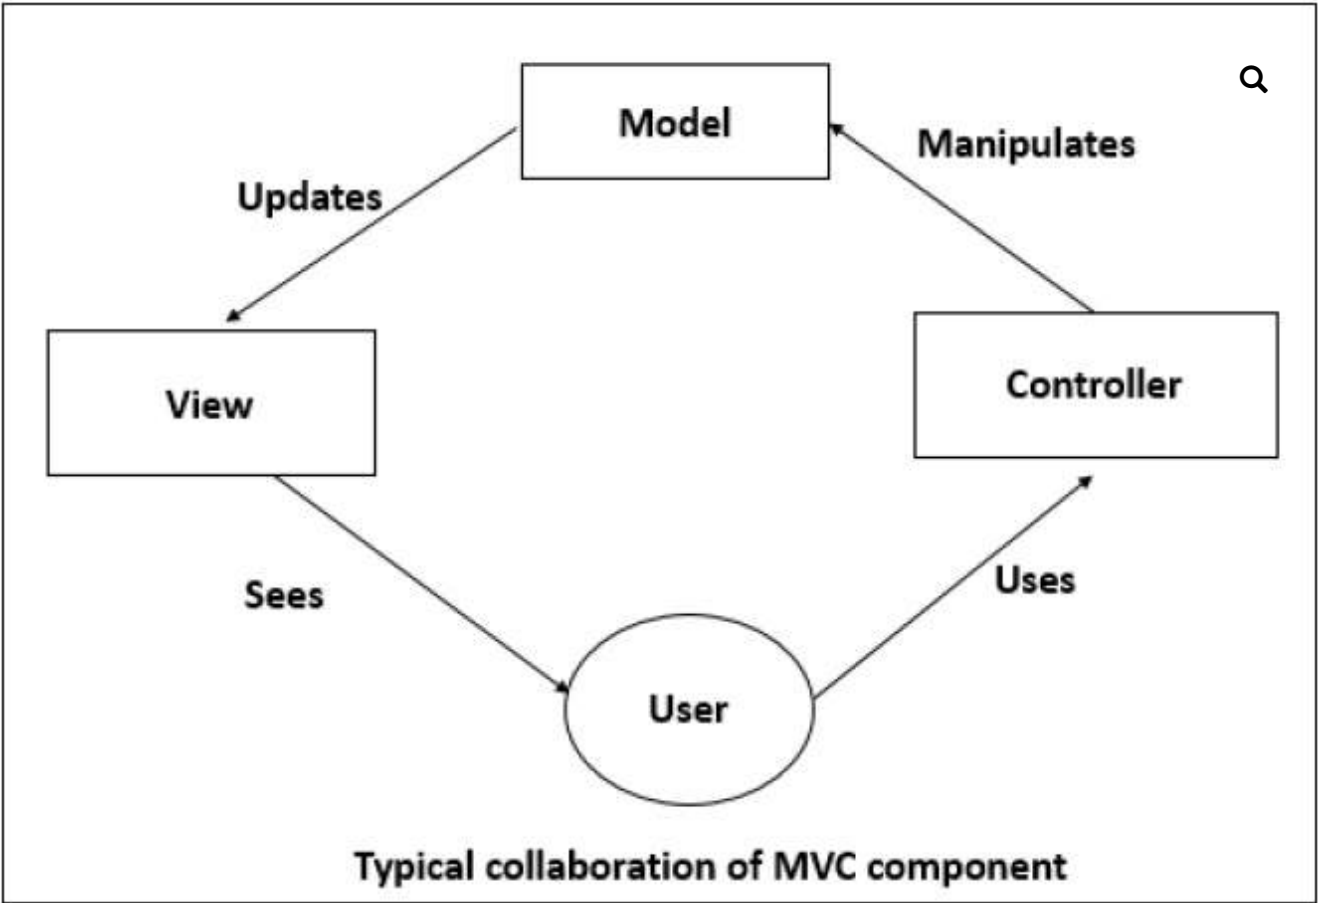 Model
Manipulates
Updates
View
Controller
Sees
Uses
User
Typical collaboration of MVC component